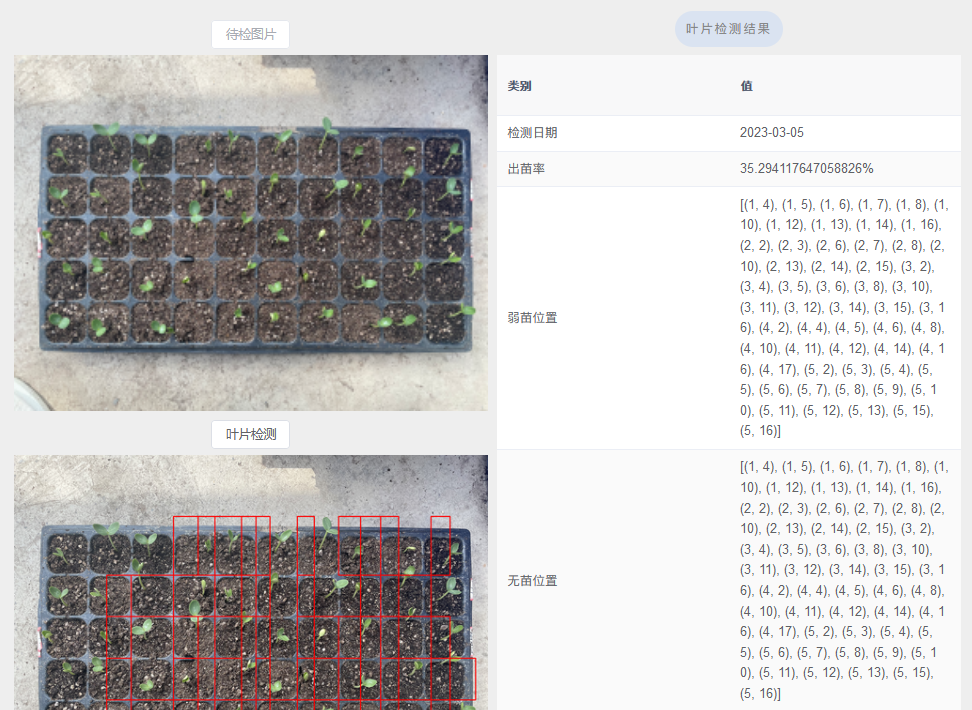 待检图片
叶片检测结果
类别 值
检测日期 2023-03-05
出苗率 35.294117647058826%
弱苗位置
[(1, 4), (1, 5), (1, 6), (1, 7), (1, 8), (1,
10), (1, 12), (1, 13), (1, 14), (1, 16),
(2, 2), (2, 3), (2, 6), (2, 7), (2, 8), (2,
10), (2, 13), (2, 14), (2, 15), (3, 2),
(3, 4), (3, 5), (3, 6), (3, 8), (3, 10),
(3, 11), (3, 12), (3, 14), (3, 15), (3, 1
6), (4, 2), (4, 4), (4, 5), (4, 6), (4, 8),
(4, 10), (4, 11), (4, 12), (4, 14), (4, 1
6), (4, 17), (5, 2), (5, 3), (5, 4), (5,
5), (5, 6), (5, 7), (5, 8), (5, 9), (5, 1
0), (5, 11), (5, 12), (5, 13), (5, 15),
(5, 16)]
叶片检测
无苗位置
[(1, 4), (1, 5), (1, 6), (1, 7), (1, 8), (1,
10), (1, 12), (1, 13), (1, 14), (1, 16),
(2, 2), (2, 3), (2, 6), (2, 7), (2, 8), (2,
10), (2, 13), (2, 14), (2, 15), (3, 2),
(3, 4), (3, 5), (3, 6), (3, 8), (3, 10),
(3, 11), (3, 12), (3, 14), (3, 15), (3, 1
6), (4, 2), (4, 4), (4, 5), (4, 6), (4, 8),
(4, 10), (4, 11), (4, 12), (4, 14), (4, 1
6), (4, 17), (5, 2), (5, 3), (5, 4), (5,
5), (5, 6), (5, 7), (5, 8), (5, 9), (5, 1
0), (5, 11), (5, 12), (5, 13), (5, 15),
(5, 16)]